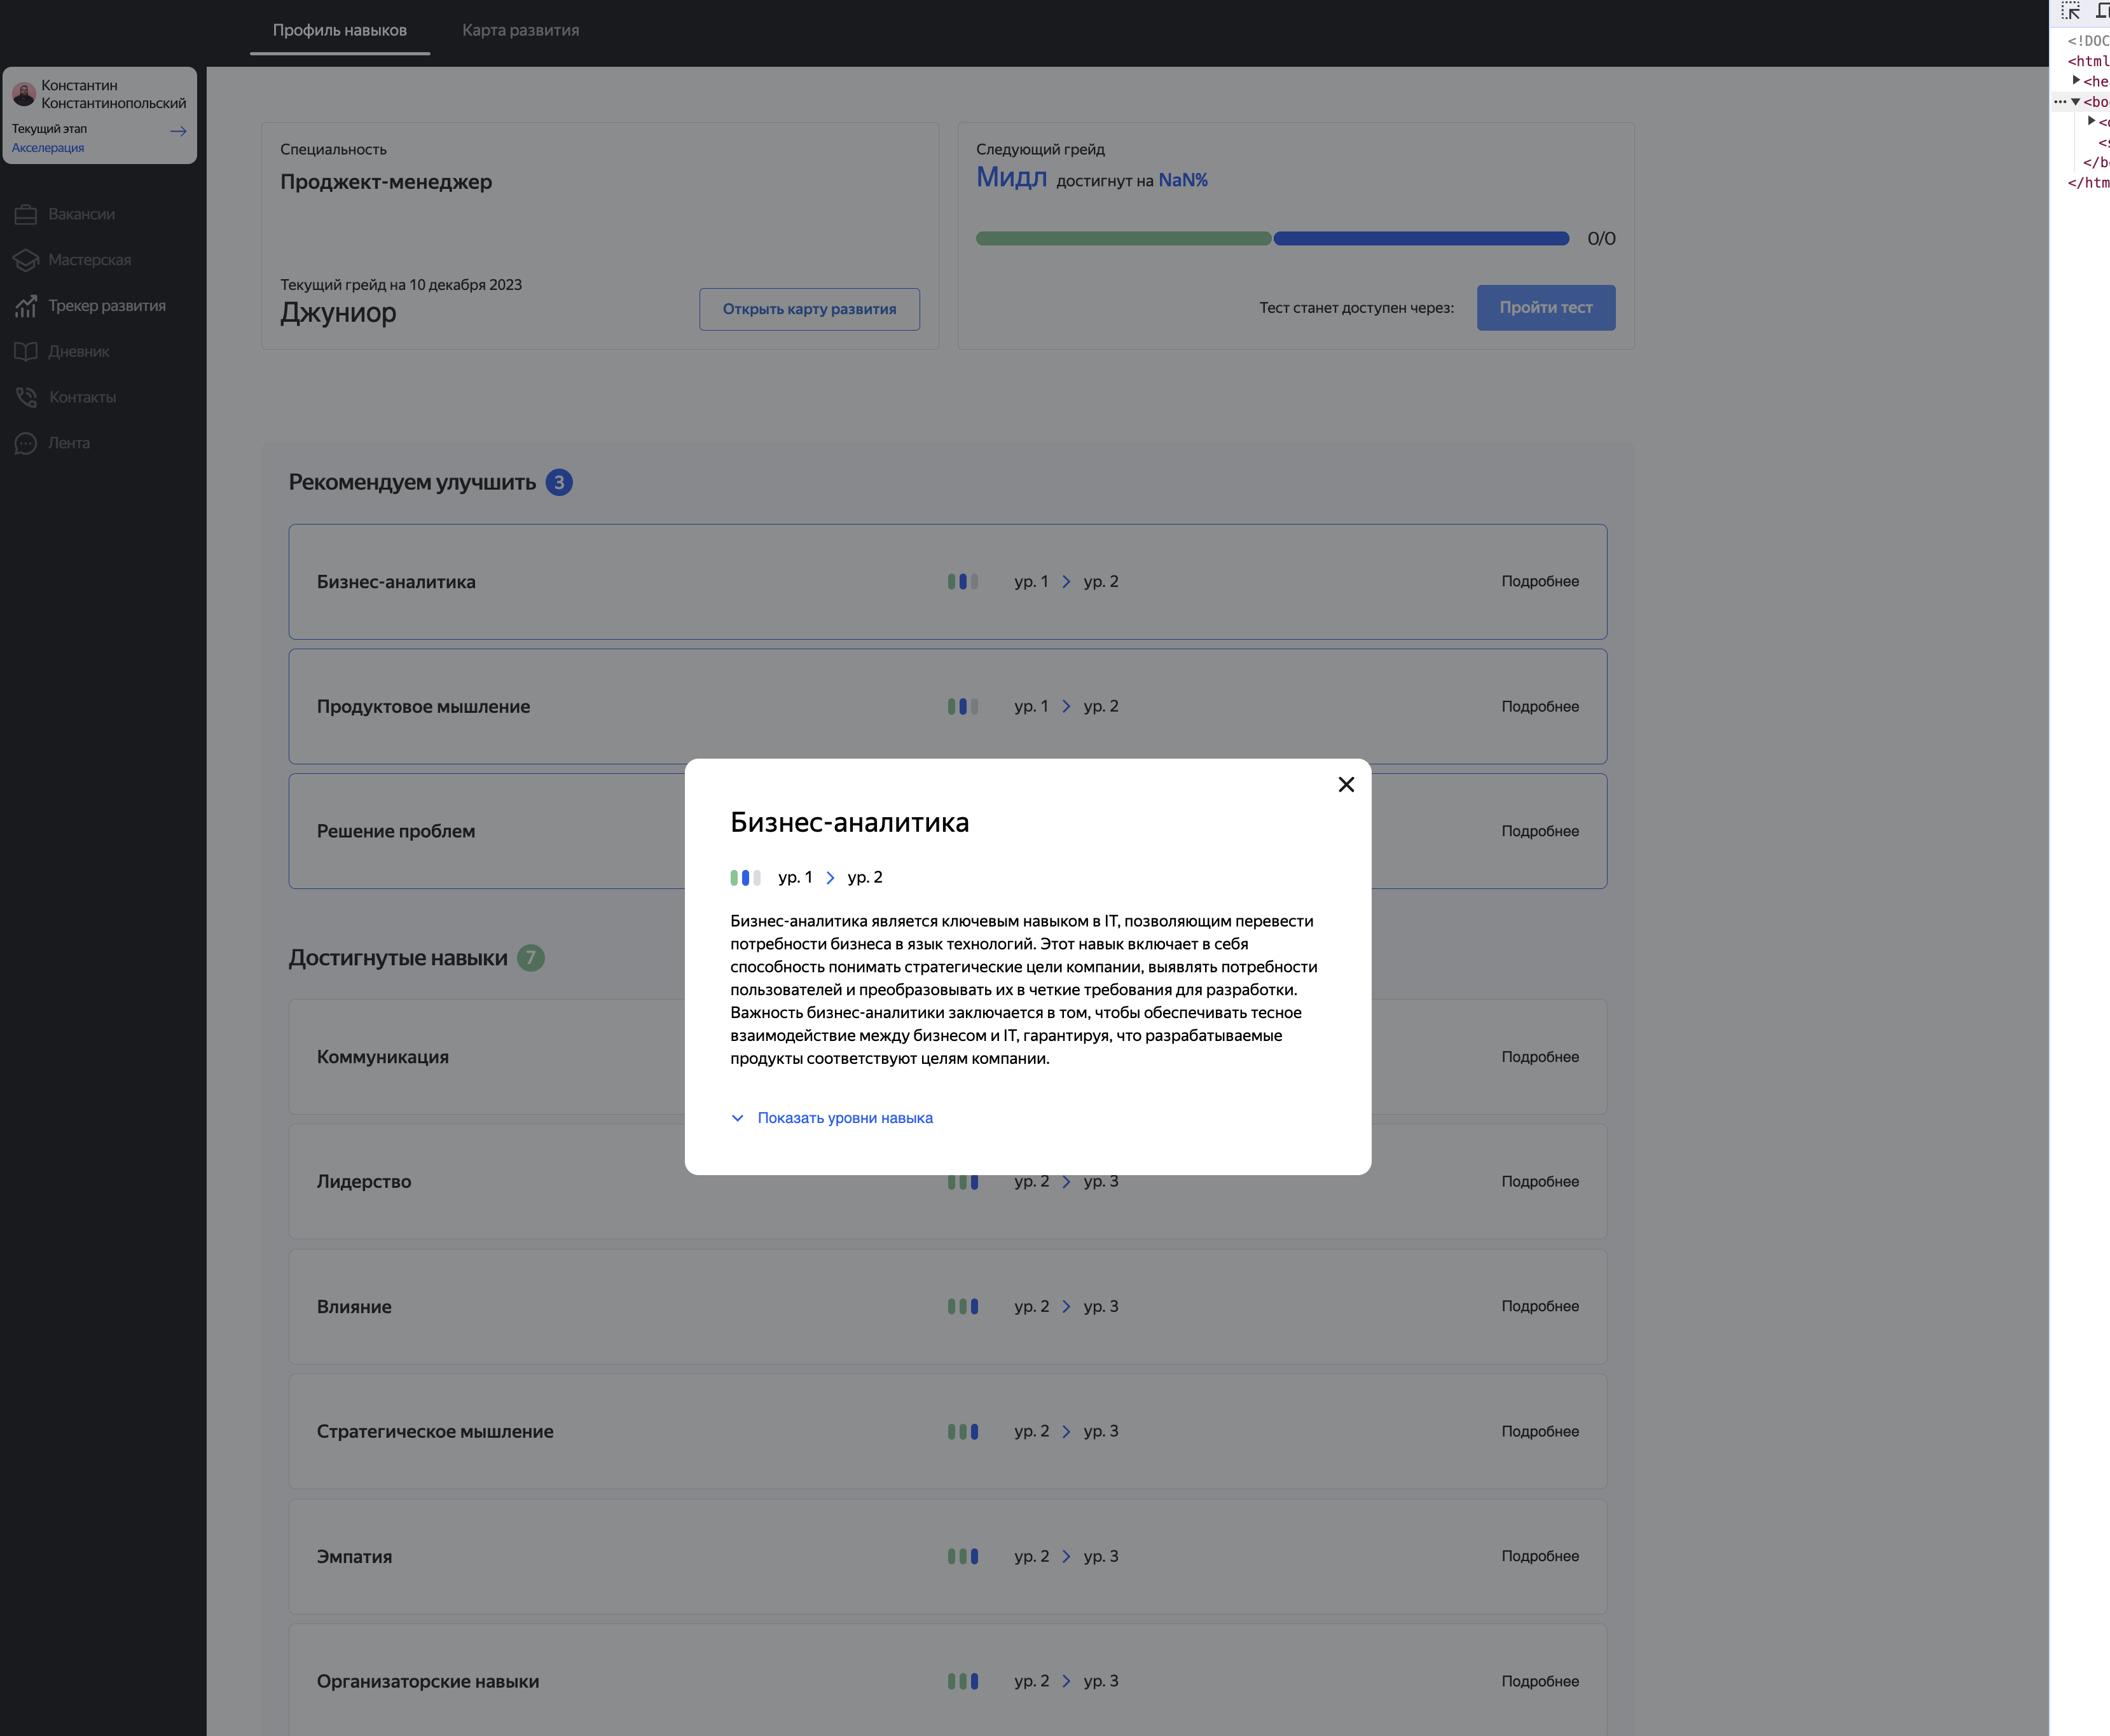 Профиль навыков
Карта развития
Константин
Константинопольский
Текущий этап
Акселерация
Вакансии
Мастерская
Трекер развития
Дневник
Контакты
Лента
Специальность
Проджект-менеджер
Текущий грейд на 10 декабря 2023
Джуниор
Открыть карту развития
Следующий грейд
Мидл достигнут на NaN%
0/0
Тест станет доступен через:
Пройти тест
Рекомендуем улучшить 3
Бизнес-аналитика ур. 1 ур. 2 Подробнее
Продуктовое мышление ур. 1 ур. 2 Подробнее
Решение проблем Подробнее
Бизнес-аналитика
ур. 1 ур. 2
Бизнес-аналитика является ключевым навыком в IT, позволяющим перевести
потребности бизнеса в язык технологий. Этот навык включает в себя
способность понимать стратегические цели компании, выявлять потребности
пользователей и преобразовывать их в четкие требования для разработки.
Важность бизнес-аналитики заключается в том, чтобы обеспечивать тесное
взаимодействие между бизнесом и IT, гарантируя, что разрабатываемые
продукты соответствуют целям компании.
Показать уровни навыка
Достигнутые навыки 7
Коммуникация Подробнее
Лидерство ур. 2 ур. 3 Подробнее
Влияние ур. 2 ур. 3 Подробнее
Стратегическое мышление ур. 2 ур. 3 Подробнее
Эмпатия ур. 2 ур. 3 Подробнее
Организаторские навыки ур. 2 ур. 3 Подробнее
<!DOC
<html
<he
<bo
</b
</htm